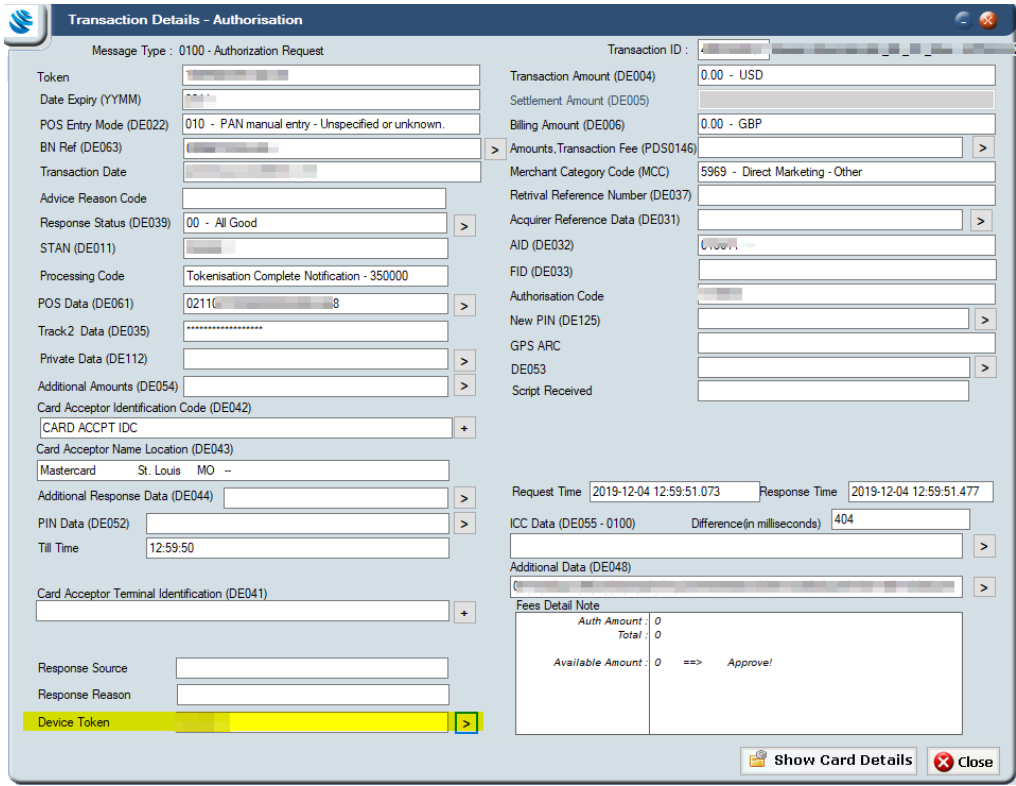 Transaction Details - Authorisation
Message Type : 0100 - Authorization Request
Transaction ID :
Token
Date Expiry (YYMM)
POS Entry Mode (DE022) 010 - PAN manual entry - Unspecified or unknown.
BN Ref (DE063) >
Transaction Date
Advice Reason Code
Response Status (DE039) 00 - All Good >
STAN (DE011)
Processing Code Tokenisation Complete Notification - 350000
POS Data (DE061) 0211 8 >
Track2 Data (DE035) ******************
Private Data (DE112) >
Additional Amounts (DE054) >
Card Acceptor Identification Code (DE042)
CARD ACCPT IDC +
Card Acceptor Name Location (DE043)
Mastercard St. Louis MO --
Additional Response Data (DE044) >
PIN Data (DE052) >
Till Time 12:59:50
Card Acceptor Terminal Identification (DE041)
+
Response Source
Response Reason
Device Token >
Transaction Amount (DE004) 0.00 - USD
Settlement Amount (DE005)
Billing Amount (DE006) 0.00 - GBP
Amounts,Transaction Fee (PDS0146) >
Merchant Category Code (MCC) 5969 - Direct Marketing - Other
Retrival Reference Number (DE037)
Acquirer Reference Data (DE031) >
AID (DE032)
FID (DE033)
Authorisation Code
New PIN (DE125) >
GPS ARC
DE053 >
Script Received
Request Time 2019-12-04 12:59:51.073 Response Time 2019-12-04 12:59:51.477
ICC Data (DE055 - 0100) Difference(in milliseconds) 404
>
Additional Data (DE048)
>
Fees Detail Note
Auth Amount : 0
Total : 0
Available Amount : 0 ==> Approve!
Show Card Details Close